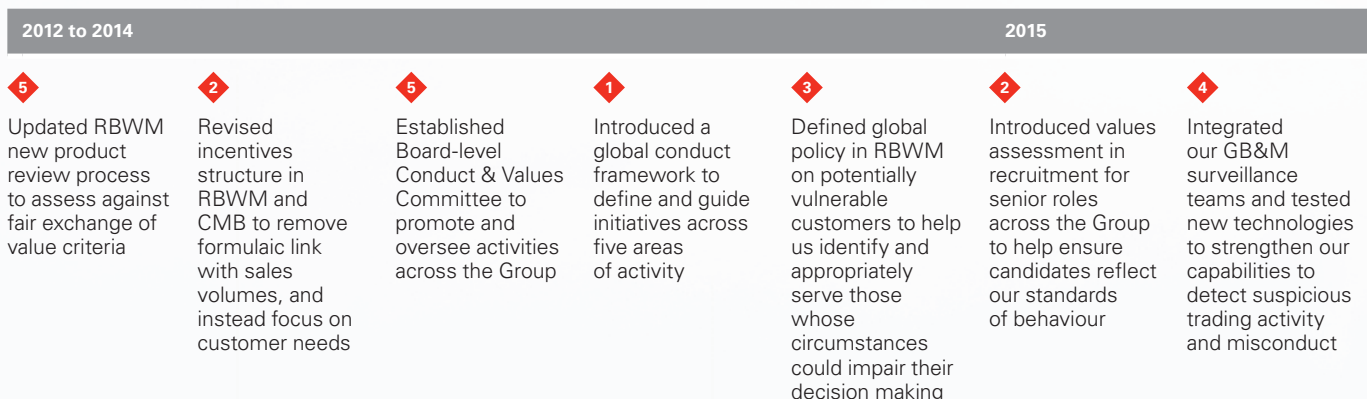 2012 to 2014
2015
5
Updated RBWM
new product
review process
to assess against
fair exchange of
value criteria
2
Revised
incentives
structure in
RBWM and
CMB to remove
formulaic link
with sales
volumes, and
instead focus on
customer needs
5
Established
Board-level
Conduct & Values
Committee to
promote and
oversee activities
across the Group
1
Introduced a
global conduct
framework to
define and guide
initiatives across
five areas
of activity
3
Defined global
policy in RBWM
on potentially
vulnerable
customers to help
us identify and
appropriately
serve those
whose
circumstances
could impair their
decision making
2
Introduced values
assessment in
recruitment for
senior roles
across the Group
to help ensure
candidates reflect
our standards
of behaviour
4
Integrated
our GB&M
surveillance
teams and tested
new technologies
to strengthen our
capabilities to
detect suspicious
trading activity
and misconduct